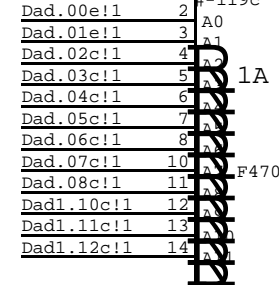 #-119c
Dad.00e!1 2 A0
Dad.01e!1 3 A1
Dad.02c!1 4 A2
Dad.03c!1 5 1A
Dad.04c!1 6
Dad.05c!1 7
Dad.06c!1 8
Dad.07c!1 10 F470
Dad.08c!1 11
Dad1.10c!1 12
Dad1.11c!1 13
Dad1.12c!1 14